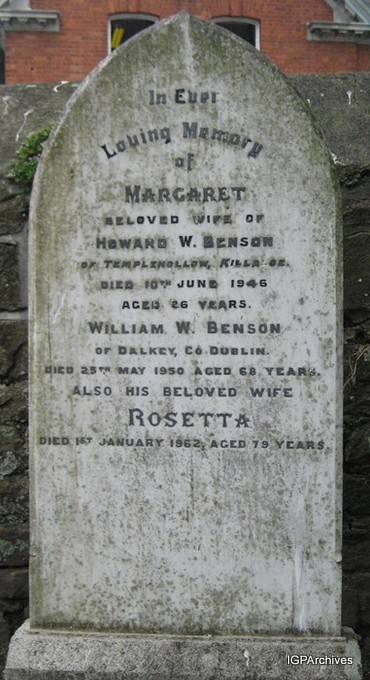 In Ever
Loving Memory
of
MARGARET
BELOVED WIFE OF
HOWARD W. BENSON
OF TEMPLEHOLLOW,
DIED 10TH JUNE 1946
AGED 26 YEARS.
WILLIAM W. BENSON
OF DALKEY, CO DUBLIN.
DIED 25TH MAY 1950 AGED 68 YEARS.
ALSO HIS BELOVED WIFE
ROSETTA
DIED 1ST JANUARY 1962, AGED 79 YEARS.
IGPArchives